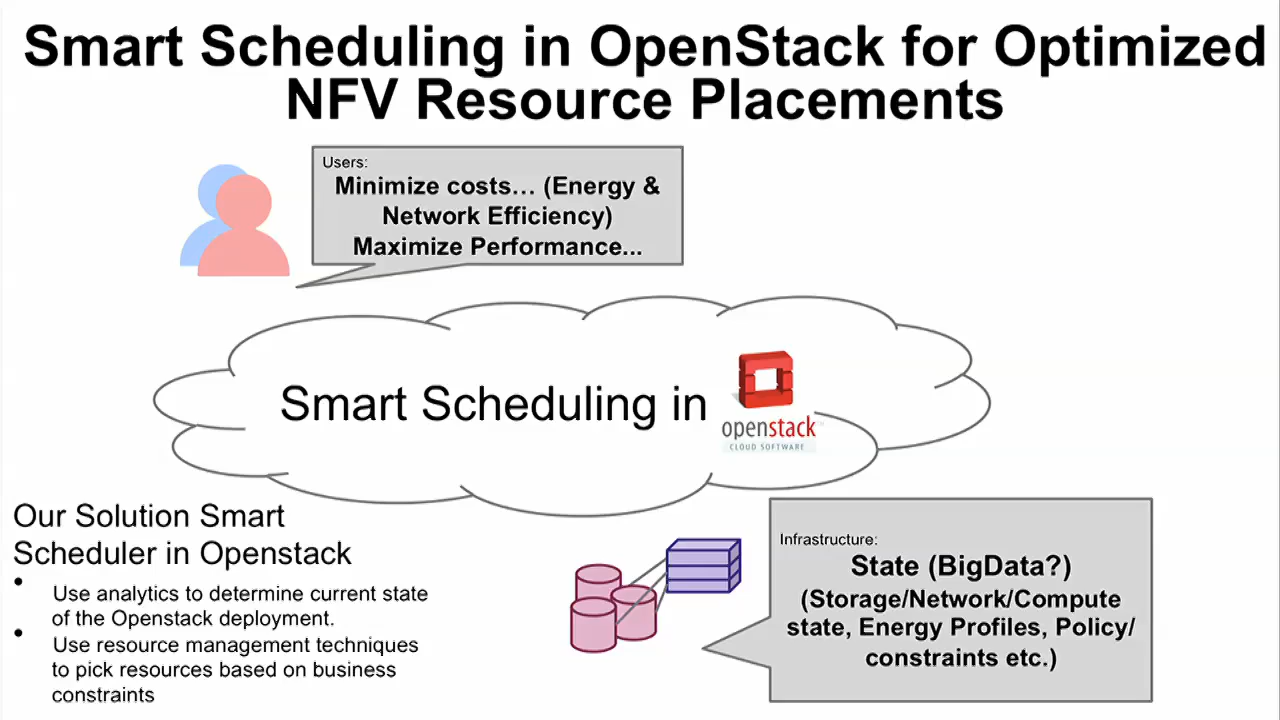 Smart Scheduling in OpenStack for Optimized
NFV Resource Placements
Users:
Minimize costs… (Energy &
Network Efficiency)
Maximize Performance...
Smart Scheduling in
openstack
CLOUD SOFTWARE
Our Solution Smart
Scheduler in Openstack
• Use analytics to determine current state
of the Openstack deployment.
• Use resource management techniques
to pick resources based on business
constraints
Infrastructure:
State (BigData?)
(Storage/Network/Compute
state, Energy Profiles, Policy/
constraints etc.)